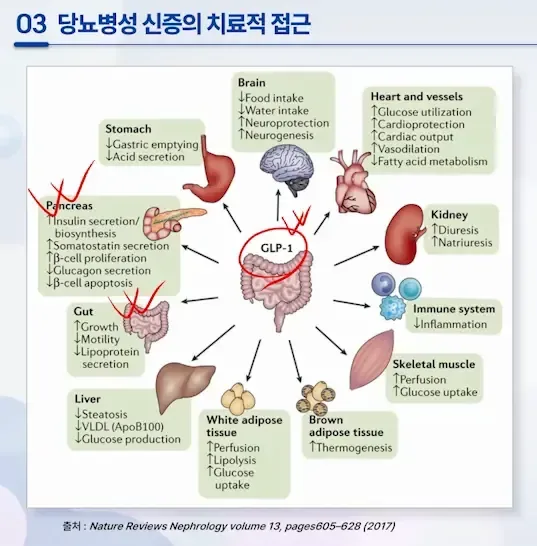 03 당뇨병성 신증의 치료적 접근
Brain
↓Food intake
↓Water intake
↑Neuroprotection
↑Neurogenesis
Heart and vessels
↑Glucose utilization
↑Cardioprotection
↑Cardiac output
↑Vasodilation
↓Fatty acid metabolism
Stomach
↓Gastric emptying
↓Acid secretion
Pancreas
↑Insulin secretion/
biosynthesis
↑Somatostatin secretion
↑β-cell proliferation
↓Glucagon secretion
↓β-cell apoptosis
GLP-1
Kidney
↑Diuresis
↑Natriuresis
Gut
↑Growth
↓Motility
↓Lipoprotein
secretion
Immune system
↓Inflammation
Skeletal muscle
↑Perfusion
↑Glucose uptake
Liver
↓Steatosis
↓VLDL (ApoB100)
↓Glucose production
White adipose
tissue
↑Perfusion
↑Lipolysis
↑Glucose
uptake
Brown
adipose tissue
↑Thermogenesis
출처 : Nature Reviews Nephrology volume 13, pages605–628 (2017)